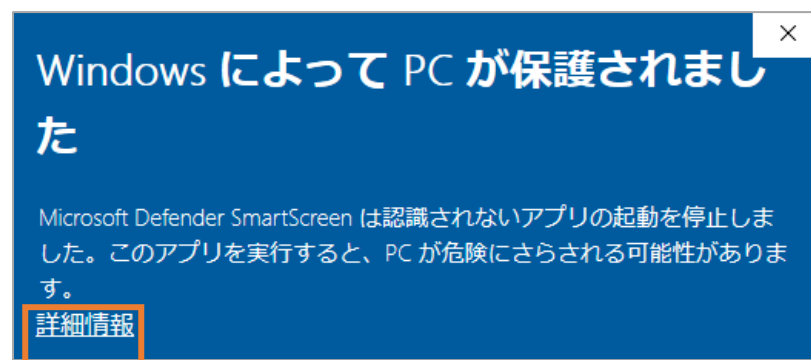 Windows によって PC が保護されまし
た
Microsoft Defender SmartScreen は認識されないアプリの起動を停止しま
した。このアプリを実行すると、PC が危険にさらされる可能性がありま
す。
詳細情報